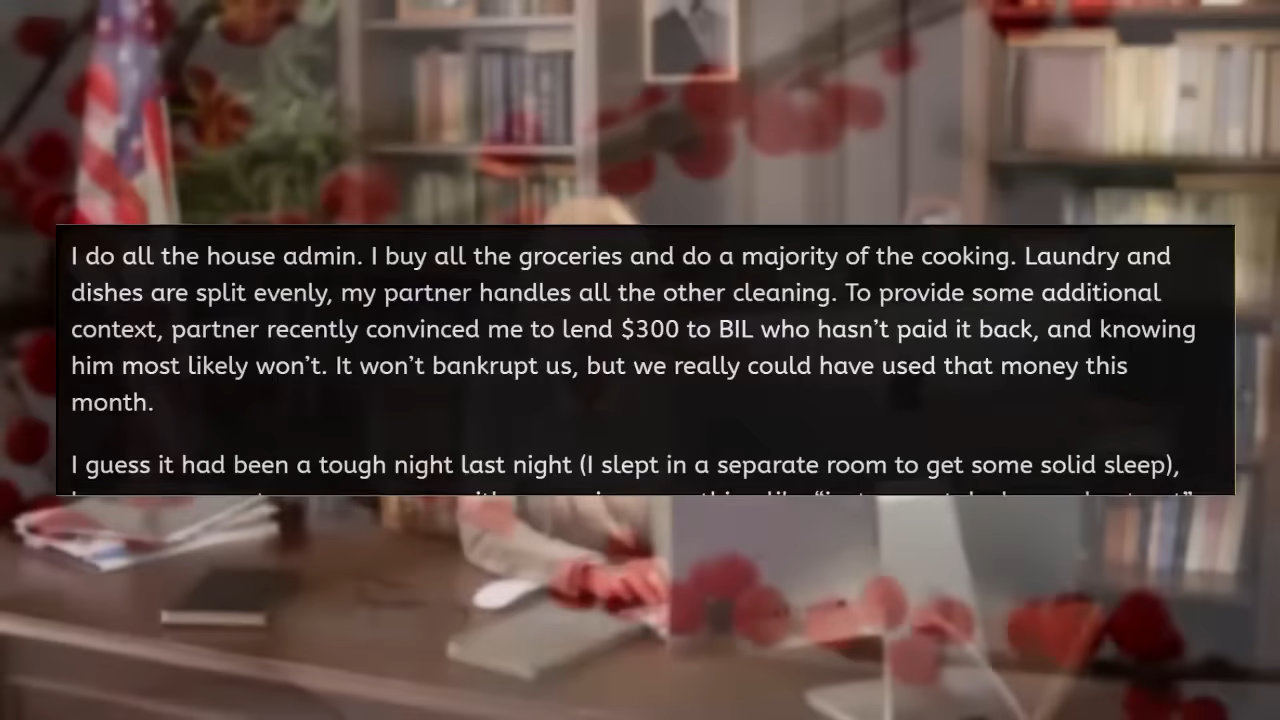 I do all the house admin. I buy all the groceries and do a majority of the cooking. Laundry and
dishes are split evenly, my partner handles all the other cleaning. To provide some additional
context, partner recently convinced me to lend $300 to BIL who hasn’t paid it back, and knowing
him most likely won’t. It won’t bankrupt us, but we really could have used that money this
month.
I guess it had been a tough night last night (I slept in a separate room to get some solid sleep),